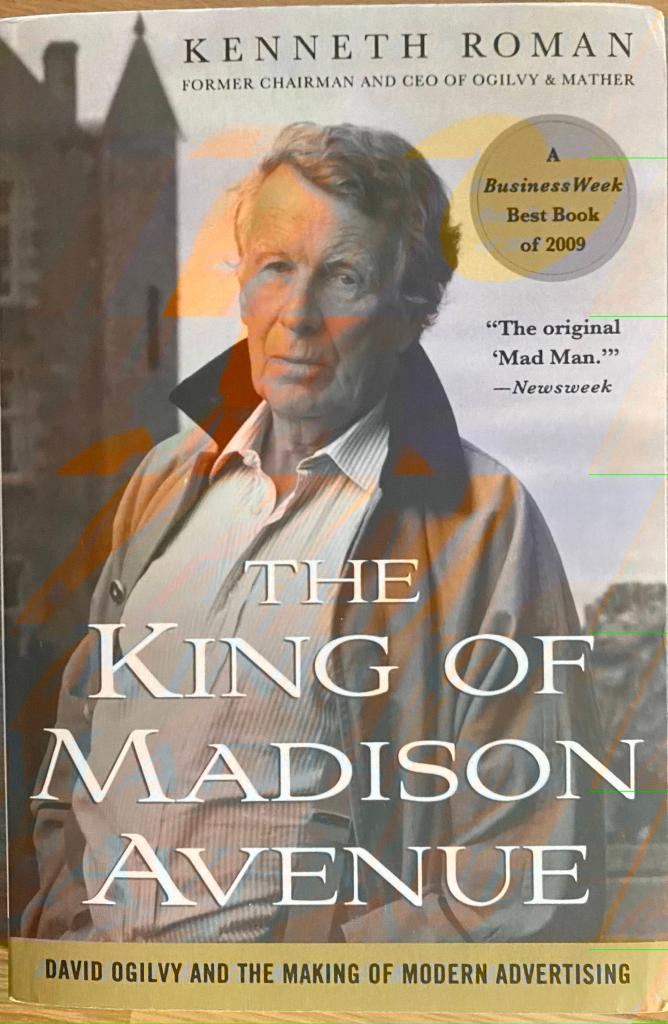 KENNETH ROMAN
FORMER CHAIRMAN AND CEO OF OGILVY & MATHER
A
BusinessWeek
Best Book
of 2009
“The original
‘Mad Man.’”
—Newsweek
THE
KING OF
MADISON
AVENUE
DAVID OGILVY AND THE MAKING OF MODERN ADVERTISING